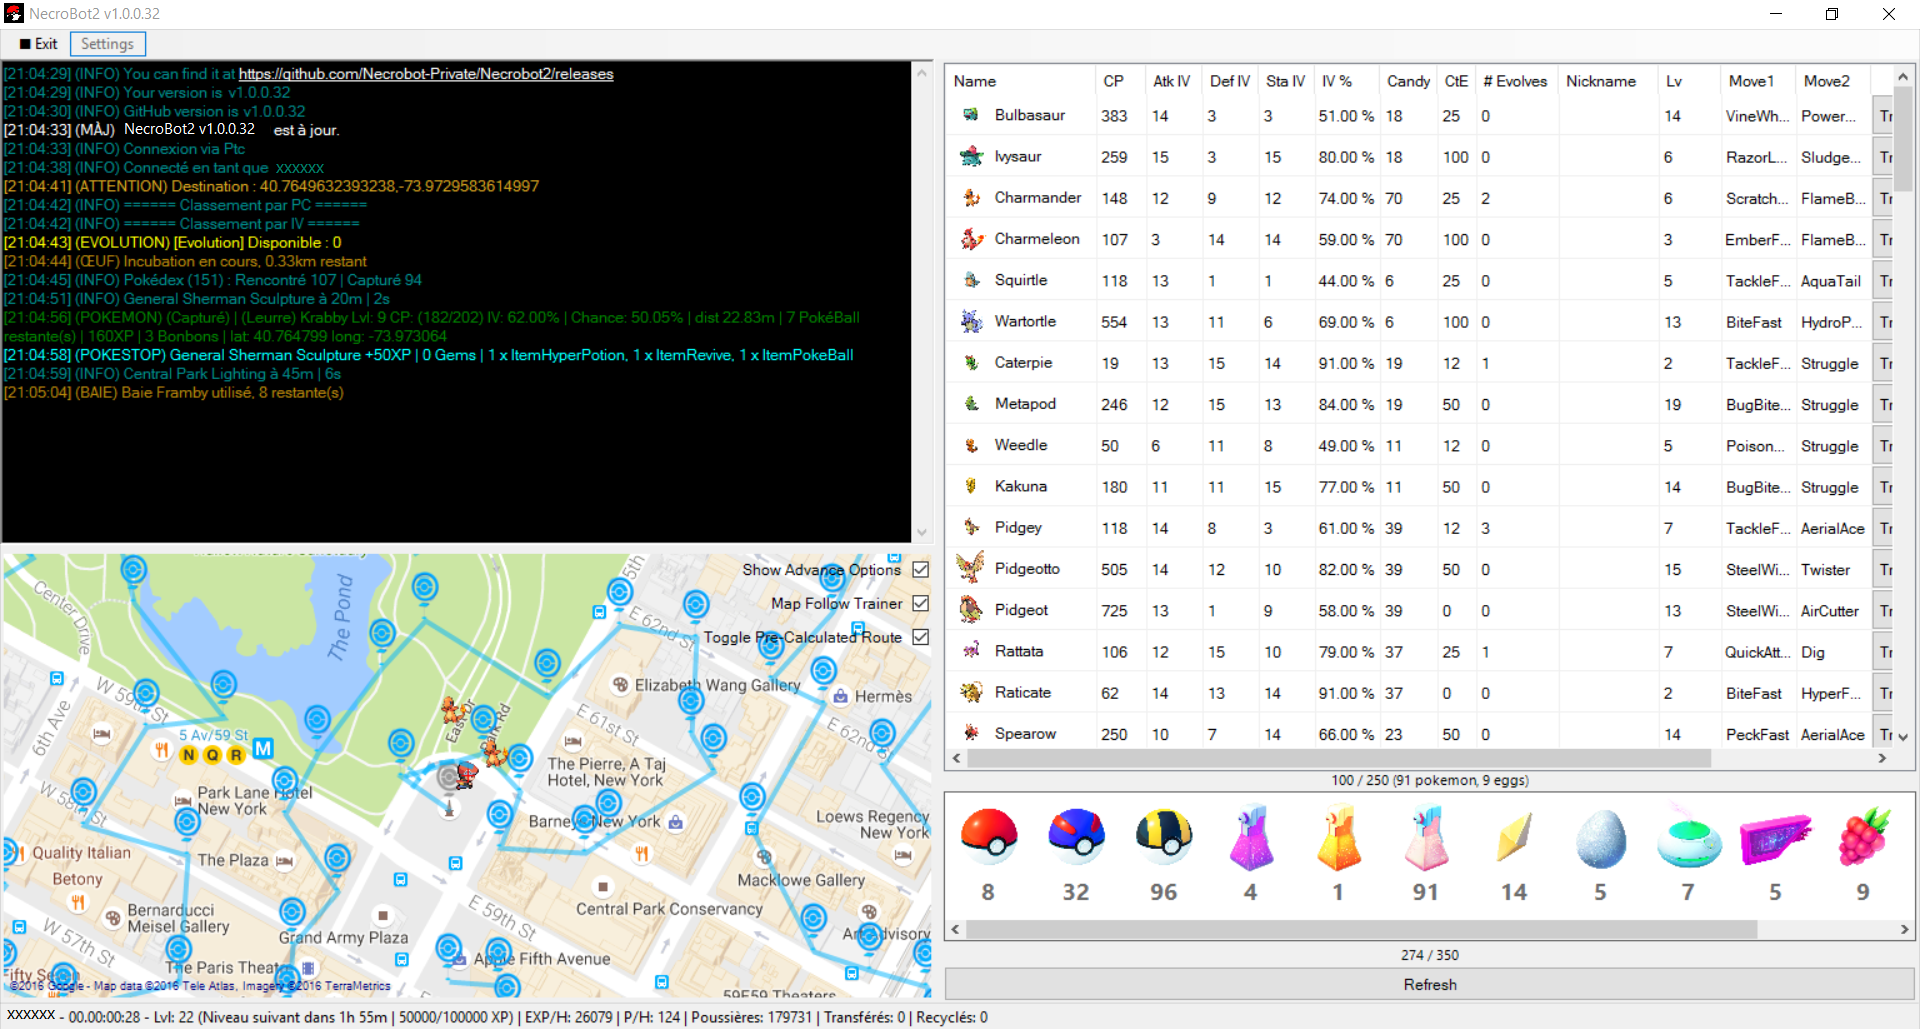 NecroBot2 v1.0.0.32
Exit Settings
[21:04:29] (INFO) You can find it at https://github.com/Necrobot-Private/Necrobot2/releases
[21:04:29] (INFO) Your version is v1.0.0.32
[21:04:30] (INFO) GitHub version is v1.0.0.32
[21:04:33] (MÀJ) NecroBot2 v1.0.0.32 est à jour.
[21:04:33] (INFO) Connexion via Ptc
[21:04:38] (INFO) Connecté en tant que xxxxxx
[21:04:41] (ATTENTION) Destination : 40.7649632393238,-73.9729583614997
[21:04:42] (INFO) ====== Classement par PC ======
[21:04:42] (INFO) ====== Classement par IV ======
[21:04:43] (EVOLUTION) [Evolution] Disponible : 0
[21:04:44] (ŒUF) Incubation en cours, 0.33km restant
[21:04:45] (INFO) Pokédex (151) : Rencontré 107 | Capturé 94
[21:04:51] (INFO) General Sherman Sculpture à 20m | 2s
[21:04:56] (POKEMON) (Capturé) | (Leurre) Krabby Lvl: 9 CP: (182/202) IV: 62.00% | Chance: 50.05% | dist 22.83m | 7 PokéBall
restante(s) | 160XP | 3 Bonbons | lat: 40.764799 long: -73.973064
[21:04:58] (POKESTOP) General Sherman Sculpture +50XP | 0 Gems | 1 x ItemHyperPotion, 1 x ItemRevive, 1 x ItemPokeBall
[21:04:59] (INFO) Central Park Lighting à 45m | 6s
[21:05:04] (BAIE) Baie Framby utilisé, 8 restante(s)
Name CP Atk IV Def IV Sta IV IV % Candy CtE # Evolves Nickname Lv Move1 Move2
Bulbasaur 383 14 3 3 51.00 % 18 25 0 14 VineWh... Power... Tr
Ivysaur 259 15 3 15 80.00 % 18 100 0 6 RazorL... Sludge... Tr
Charmander 148 12 9 12 74.00 % 70 25 2 6 Scratch... FlameB... Tr
Charmeleon 107 3 14 14 59.00 % 70 100 0 3 EmberF... FlameB... Tr
Squirtle 118 13 1 1 44.00 % 6 25 0 5 TackleF... AquaTail Tr
Wartortle 554 13 11 6 69.00 % 6 100 0 13 BiteFast HydroP... Tr
Caterpie 19 13 15 14 91.00 % 19 12 1 2 TackleF... Struggle Tr
Metapod 246 12 15 13 84.00 % 19 50 0 19 BugBite... Struggle Tr
Weedle 50 6 11 8 49.00 % 11 12 0 5 Poison... Struggle Tr
Kakuna 180 11 11 15 77.00 % 11 50 0 14 BugBite... Struggle Tr
Pidgey 118 14 8 3 61.00 % 39 12 3 7 TackleF... AerialAce Tr
Pidgeotto 505 14 12 10 82.00 % 39 50 0 15 SteelWi... Twister Tr
Pidgeot 725 13 1 9 58.00 % 39 0 0 13 SteelWi... AirCutter Tr
Rattata 106 12 15 10 79.00 % 37 25 1 7 QuickAtt... Dig Tr
Raticate 62 14 13 14 91.00 % 37 0 0 2 BiteFast HyperF... Tr
Spearow 250 10 7 14 66.00 % 23 50 0 14 PeckFast AerialAce Tr
100 / 250 (91 pokemon, 9 eggs)
8 32 96 4 1 91 14 5 7 5 9
274 / 350
Refresh
Show Advance Options
Map Follow Trainer
Toggle Pre-Calculated Route
Center Drive
The Pond
E 62nd St
Elizabeth Wang Gallery
Hermès
W 59th St
6th Ave
5 Av/59 St
N Q R M
East Dr
Park Rd
E 61st St
E 62nd St
The Pierre, A Taj
Hotel, New York
Park Lane Hotel
New York
W 58th St
Barneys New York
Loews Regency
New York
Quality Italian
The Plaza
Betony
Macklowe Gallery
Bernarducci
Meisel Gallery
Central Park Conservancy
E 59th St
W 57th St
Grand Army Plaza
Art Advisory
The Paris Theatr
Apple Fifth Avenue
59E59 Theaters
©2016 Google - Map data ©2016 Tele Atlas, Imagery ©2016 TerraMetrics
xxxxxx - 00.00:00:28 - Lvl: 22 (Niveau suivant dans 1h 55m | 50000/100000 XP) | EXP/H: 26079 | P/H: 124 | Poussières: 179731 | Transférés: 0 | Recyclés: 0